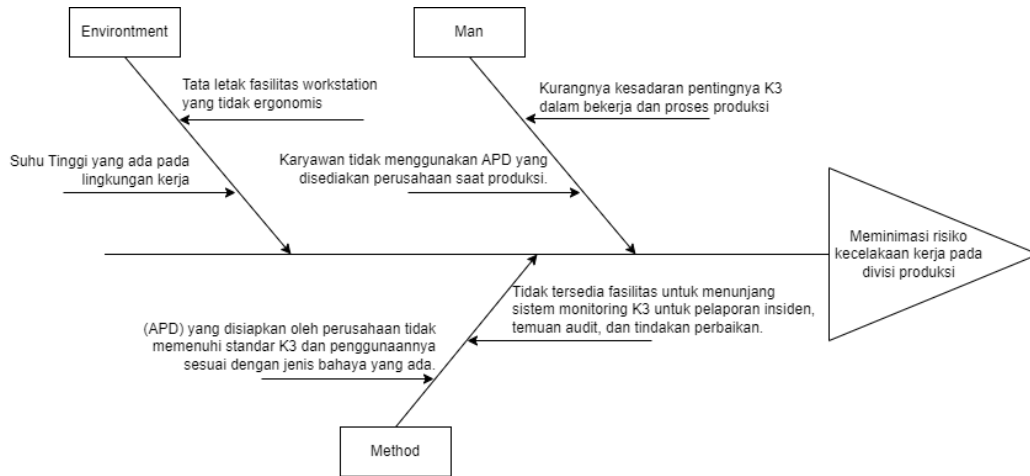 Environtment
Man
Tata letak fasilitas workstation
yang tidak ergonomis
Kurangnya kesadaran pentingnya K3
dalam bekerja dan proses produksi
Suhu Tinggi yang ada pada
lingkungan kerja
Karyawan tidak menggunakan APD yang
disediakan perusahaan saat produksi.
Meminimasi risiko
kecelakaan kerja pada
divisi produksi
Tidak tersedia fasilitas untuk menunjang
sistem monitoring K3 untuk pelaporan insiden,
temuan audit, dan tindakan perbaikan.
(APD) yang disiapkan oleh perusahaan tidak
memenuhi standar K3 dan penggunaannya
sesuai dengan jenis bahaya yang ada.
Method